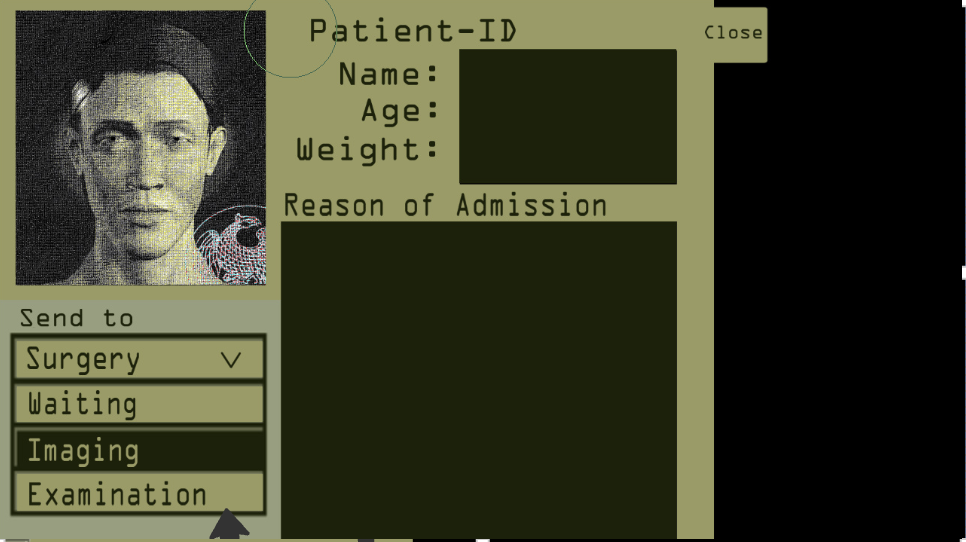 Patient-ID
Close
Name:
Age:
Weight:
Reason of Admission
Send to
Surgery
Waiting
Imaging
Examination